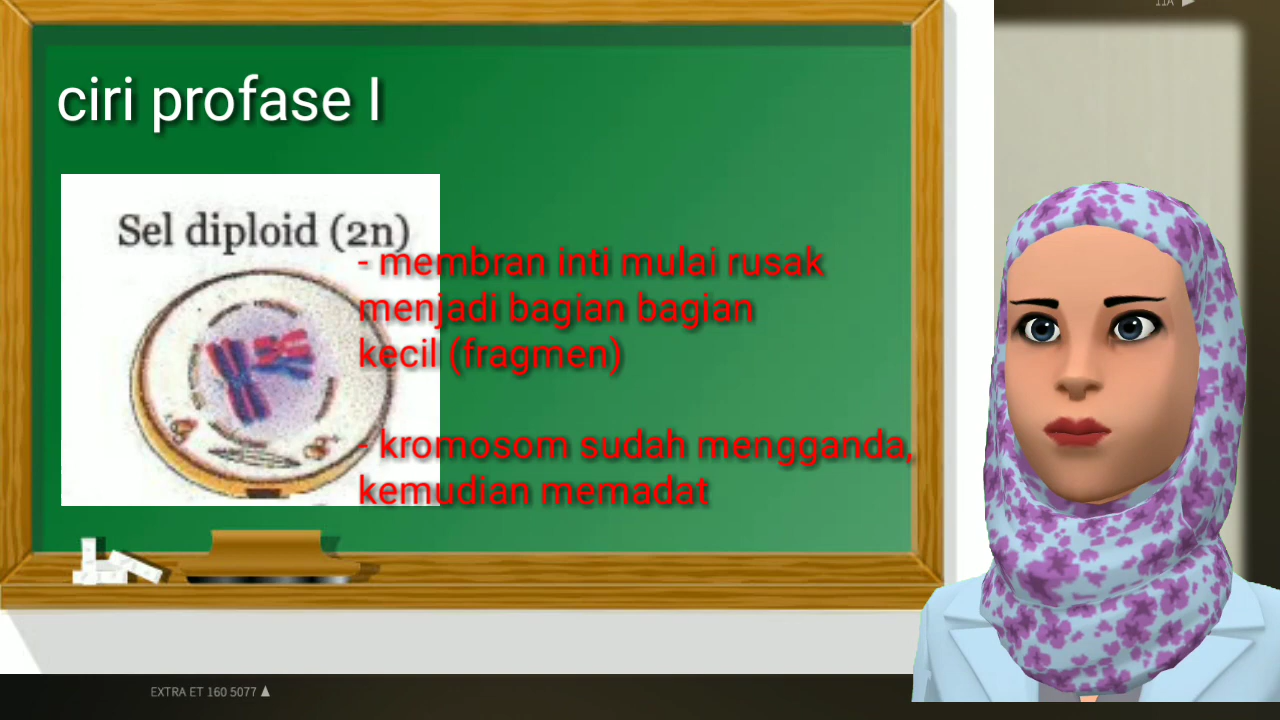 11A ▶
ciri profase I
Sel diploid (2n)
- membran inti mulai rusak
menjadi bagian bagian
kecil (fragmen)
- kromosom sudah mengganda,
kemudian memadat
EXTRA ET 160 5077 ▲